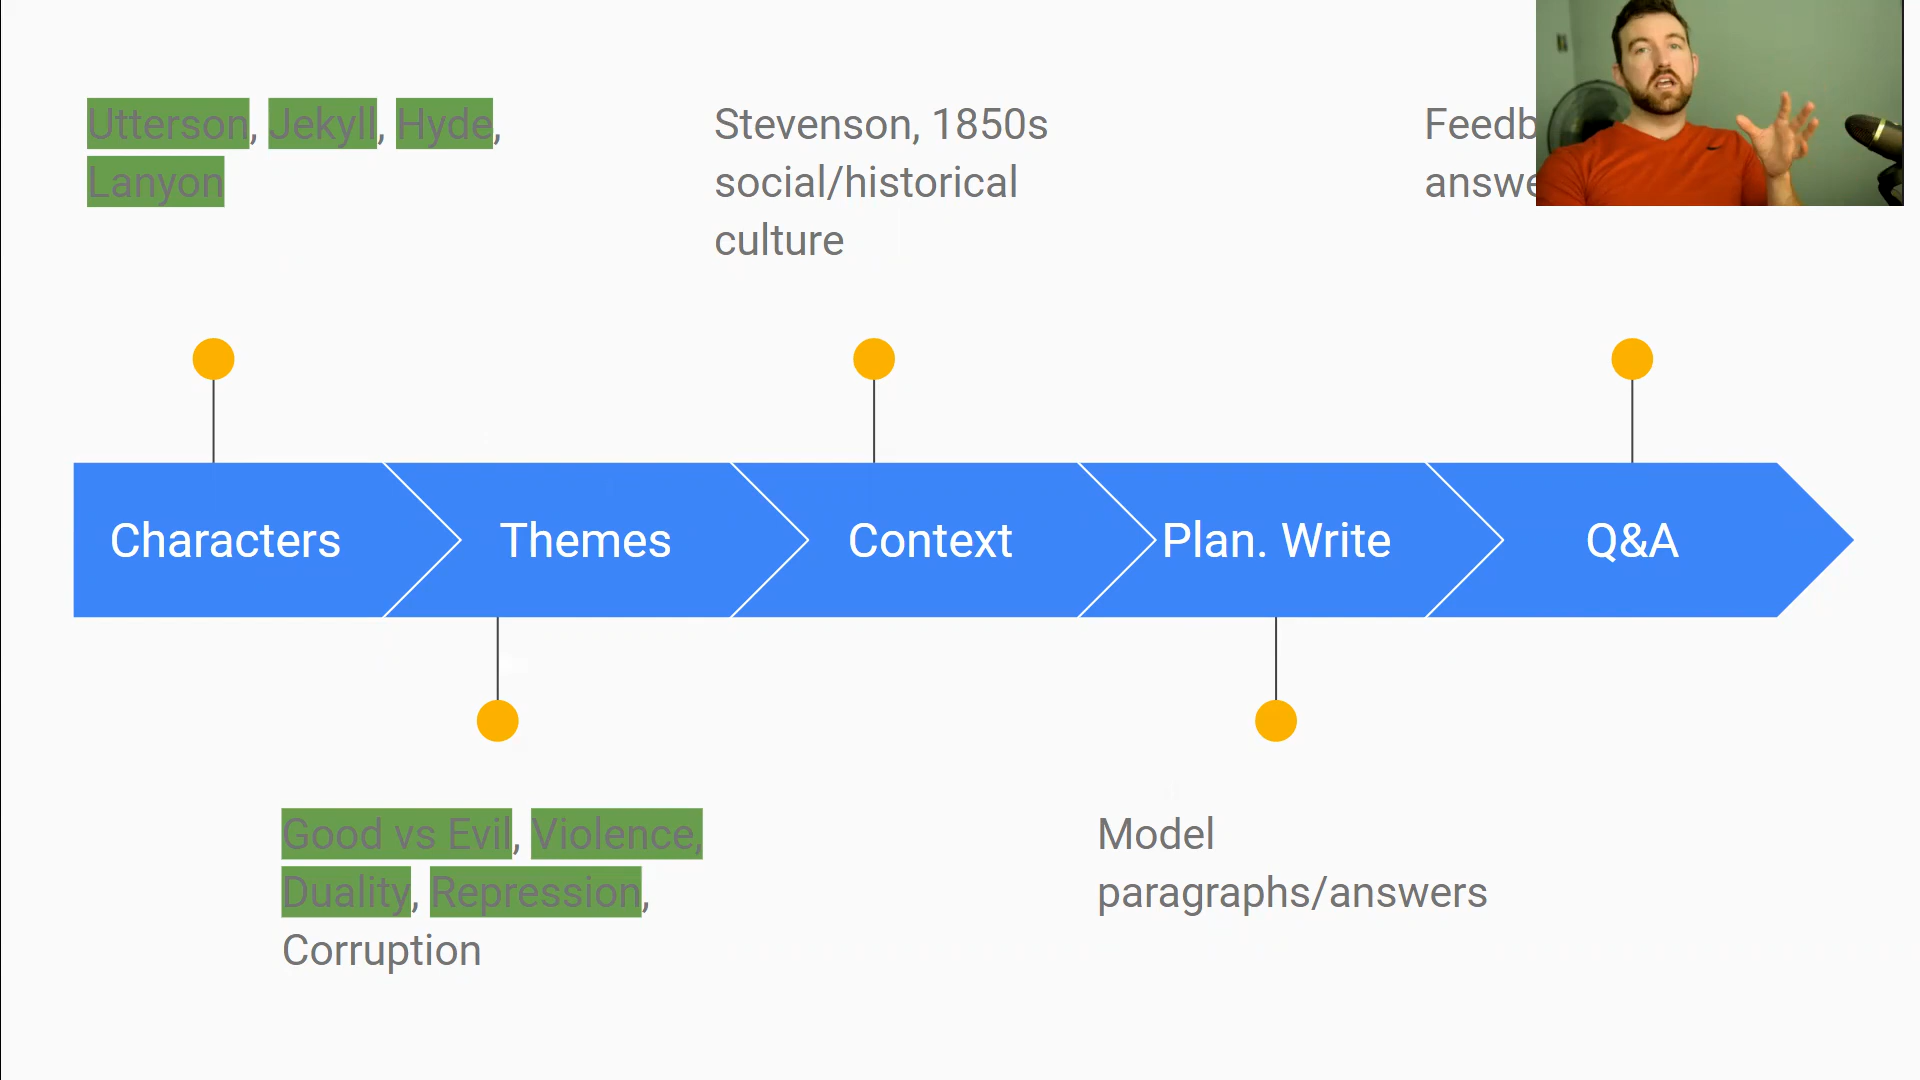 Utterson, Jekyll, Hyde,
Lanyon
Stevenson, 1850s
social/historical
culture
Characters
Themes
Context
Plan. Write
Q&A
Good vs Evil, Violence,
Duality, Repression,
Corruption
Model
paragraphs/answers